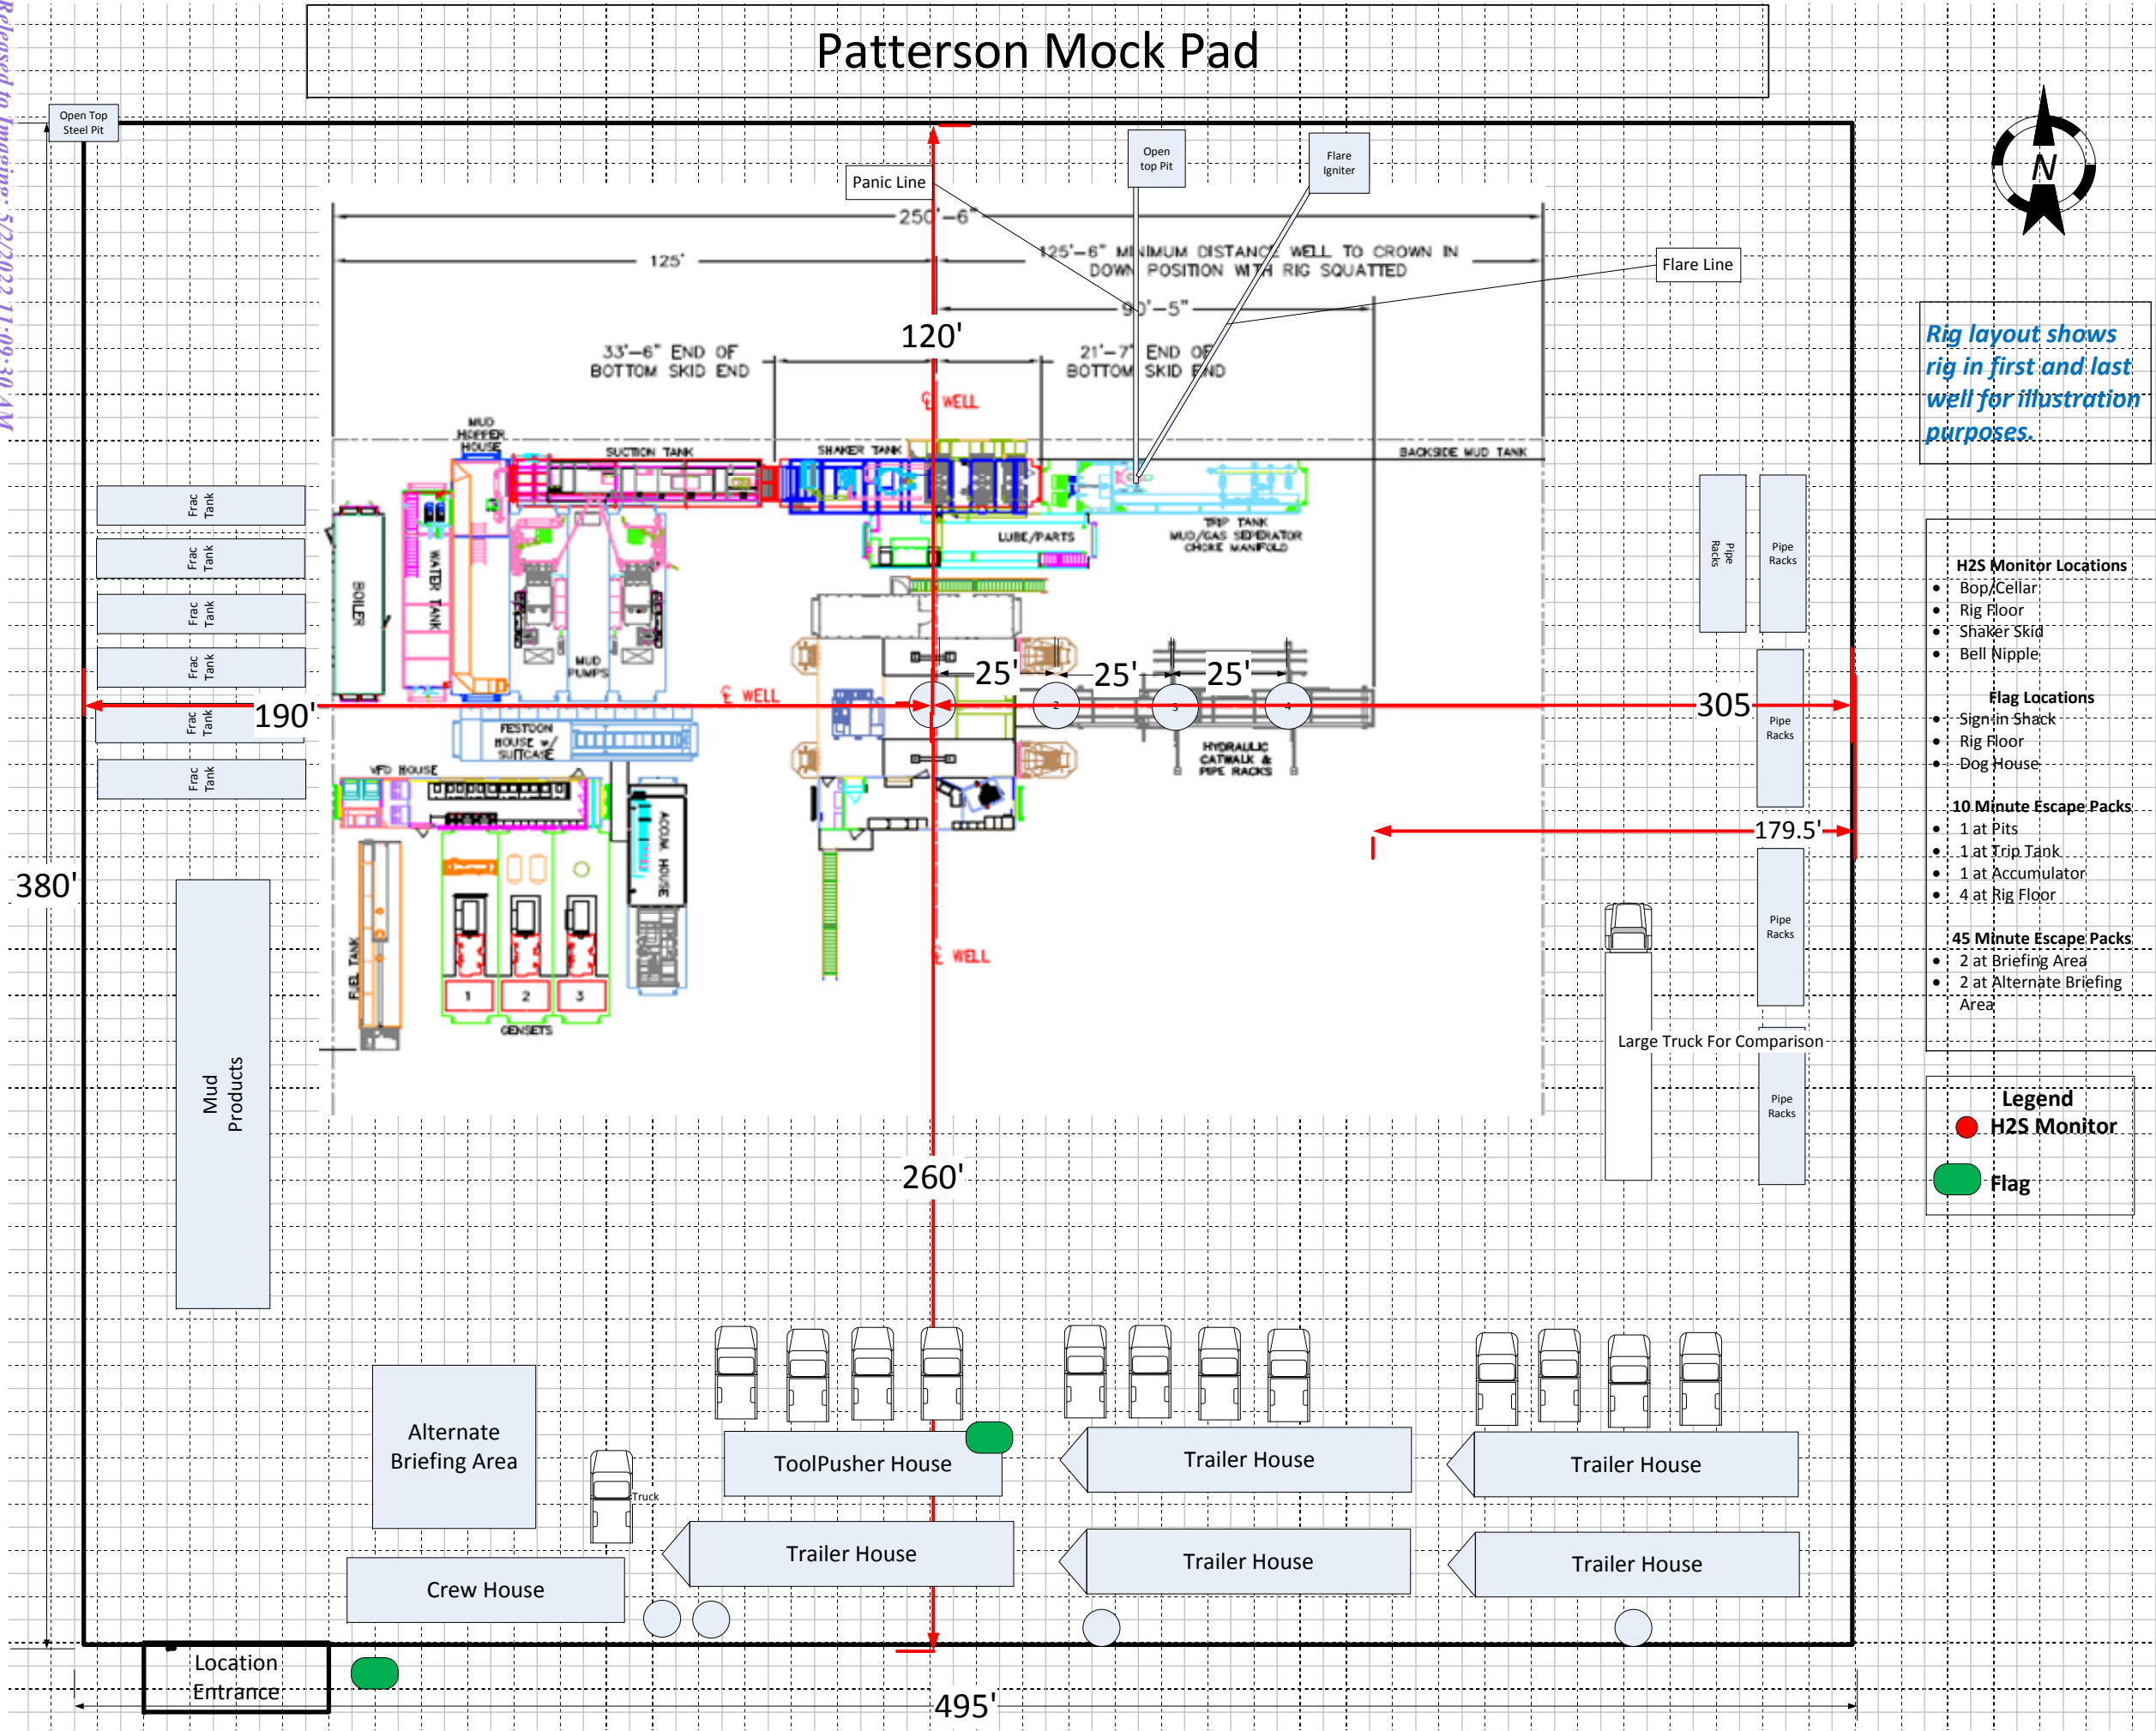 Released to Imaging: 5/2/2022 11:09:30 AM
Patterson Mock Pad
Open Top
Steel Pit
Panic Line
Open
top Pit
Flare
Igniter
N
250'-6"
125'
125'-6" MINIMUM DISTANCE WELL TO CROWN IN
DOWN POSITION WITH RIG SQUATTED
Flare Line
90'-5"
120'
33'-6" END OF
BOTTOM SKID END
21'-7" END OF
BOTTOM SKID END
Rig layout shows
rig in first and last
well for illustration
purposes.
℄ WELL
MUD
HOPPER
HOUSE
SUCTION TANK
SHAKER TANK
BACKSIDE MUD TANK
Frac
Tank
Frac
Tank
Frac
Tank
Frac
Tank
Frac
Tank
Frac
Tank
BOILER
WATER TANK
MUD
PUMPS
LUBE/PARTS
TRIP TANK
MUD/GAS SEPERATOR
CHOKE MANIFOLD
Pipe
Racks
Pipe
Racks
H2S Monitor Locations
• Bop/Cellar
• Rig Floor
• Shaker Skid
• Bell Nipple
Flag Locations
• Sign in Shack
• Rig Floor
• Dog House
10 Minute Escape Packs
• 1 at Pits
• 1 at Trip Tank
• 1 at Accumulator
• 4 at Rig Floor
45 Minute Escape Packs
• 2 at Briefing Area
• 2 at Alternate Briefing
Area
25'
25'
25'
℄ WELL
190'
2
3
4
305
Pipe
Racks
FESTOON
HOUSE w/
SUITCASE
HYDRAULIC
CATWALK &
PIPE RACKS
VFD HOUSE
179.5'
ACCUM. HOUSE
380'
FUEL TANK
℄ WELL
Pipe
Racks
1
2
3
GENSETS
Large Truck For Comparison
Pipe
Racks
Mud
Products
Legend
H2S Monitor
Flag
260'
Alternate
Briefing Area
Truck
ToolPusher House
Trailer House
Trailer House
Trailer House
Trailer House
Trailer House
Crew House
Location
Entrance
495'